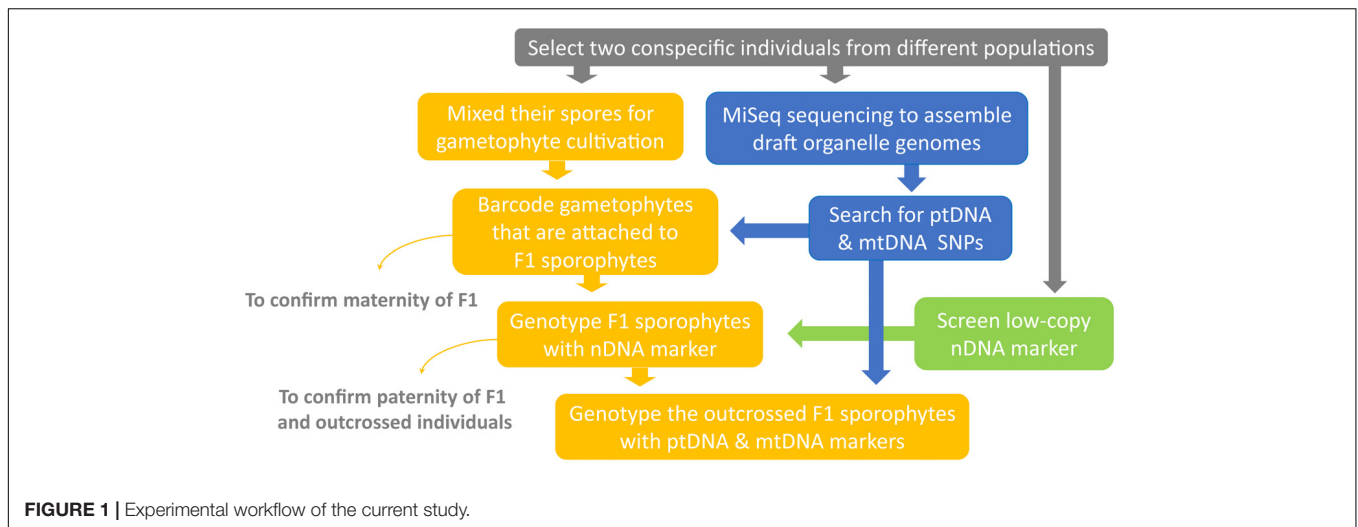 Select two conspecific individuals from different populations
Mixed their spores for
gametophyte cultivation
MiSeq sequencing to assemble
draft organelle genomes
Barcode gametophytes
that are attached to
F1 sporophytes
Search for ptDNA
& mtDNA SNPs
To confirm maternity of F1
Genotype F1 sporophytes
with nDNA marker
Screen low-copy
nDNA marker
To confirm paternity of F1
and outcrossed individuals
Genotype the outcrossed F1 sporophytes
with ptDNA & mtDNA markers
FIGURE 1 | Experimental workflow of the current study.